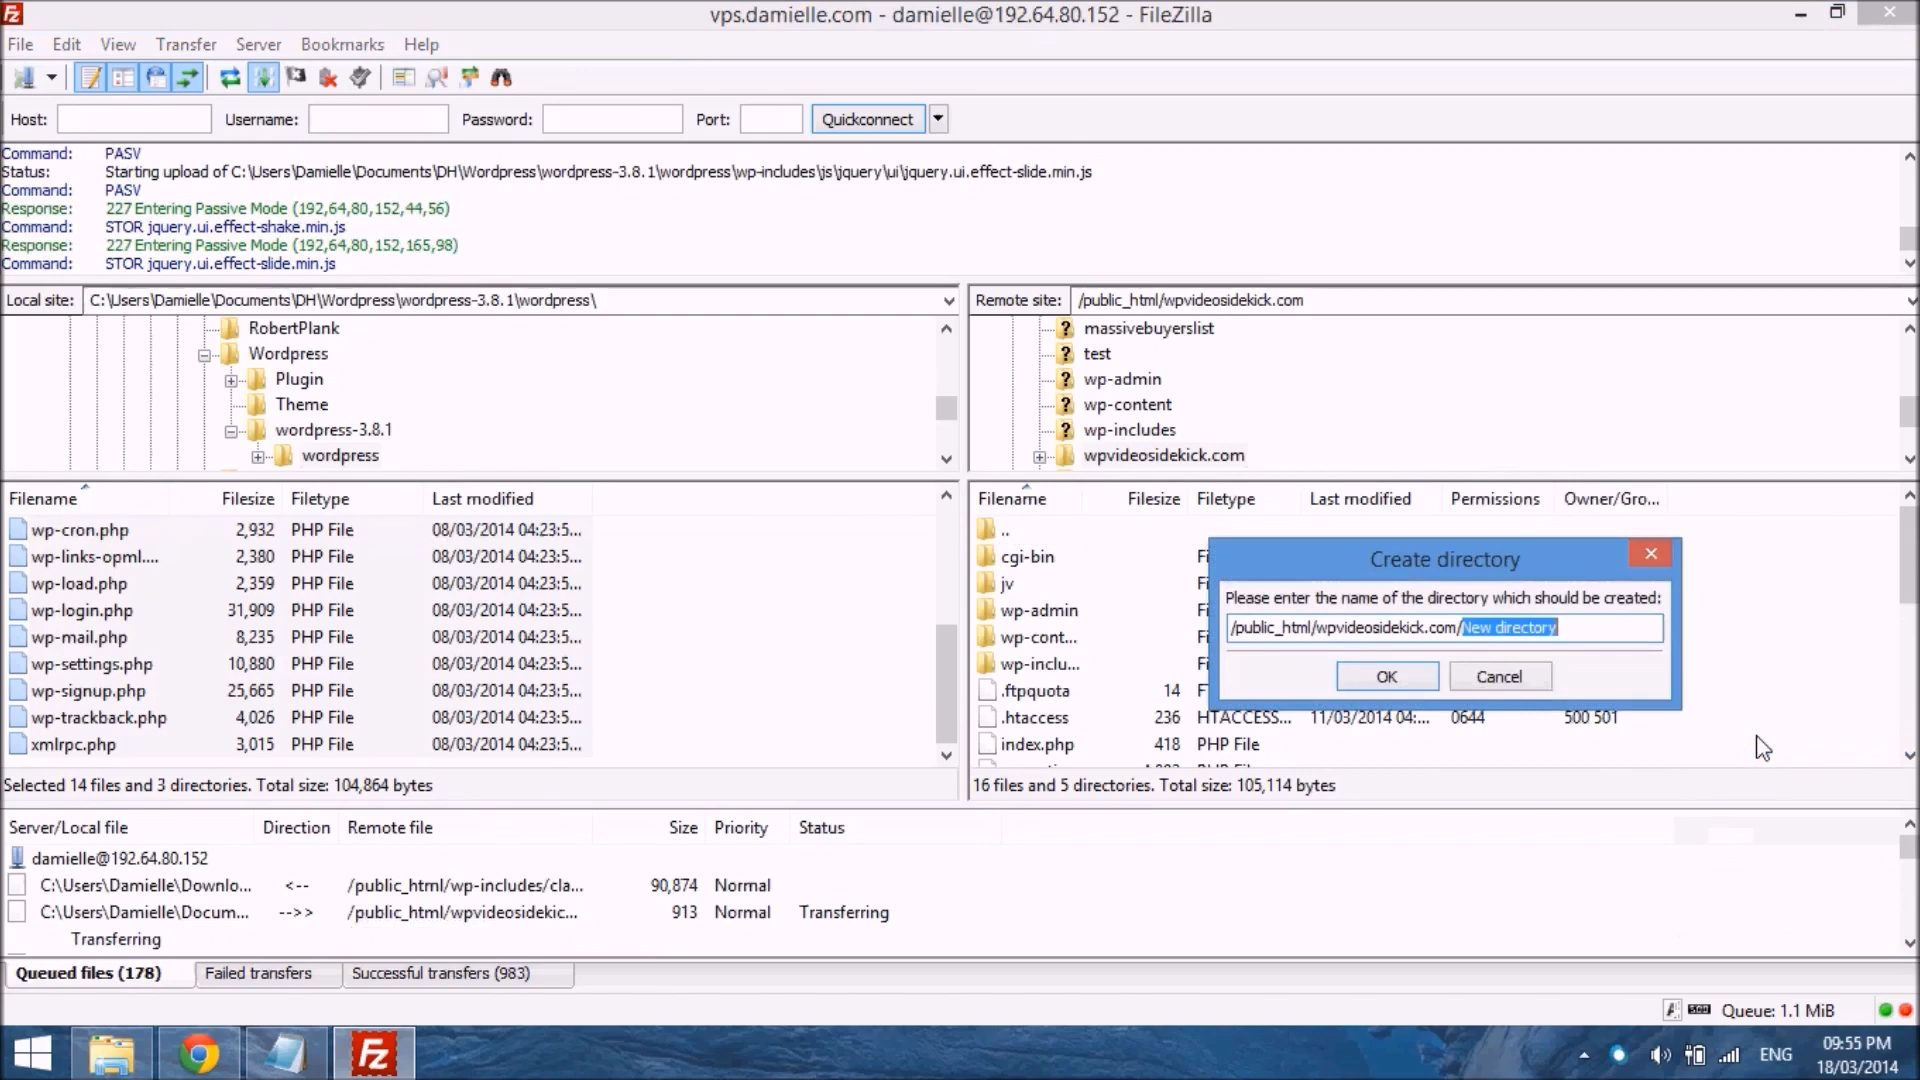 vps.damielle.com - damielle@192.64.80.152 - FileZilla
File Edit View Transfer Server Bookmarks Help
Host: Username: Password: Port: Quickconnect
Command: PASV
Status: Starting upload of C:\Users\Damielle\Documents\DH\Wordpress\wordpress-3.8.1\wordpress\wp-includes\js\jquery\ui\jquery.ui.effect-slide.min.js
Command: PASV
Response: 227 Entering Passive Mode (192,64,80,152,44,56)
Command: STOR jquery.ui.effect-shake.min.js
Response: 227 Entering Passive Mode (192,64,80,152,165,98)
Command: STOR jquery.ui.effect-slide.min.js
Local site: C:\Users\Damielle\Documents\DH\Wordpress\wordpress-3.8.1\wordpress\
RobertPlank
Wordpress
Plugin
Theme
wordpress-3.8.1
wordpress
Remote site: /public_html/wpvideosidekick.com
massivebuyerslist
test
wp-admin
wp-content
wp-includes
wpvideosidekick.com
Filename Filesize Filetype Last modified
wp-cron.php 2,932 PHP File 08/03/2014 04:23:5...
wp-links-opml.... 2,380 PHP File 08/03/2014 04:23:5...
wp-load.php 2,359 PHP File 08/03/2014 04:23:5...
wp-login.php 31,909 PHP File 08/03/2014 04:23:5...
wp-mail.php 8,235 PHP File 08/03/2014 04:23:5...
wp-settings.php 10,880 PHP File 08/03/2014 04:23:5...
wp-signup.php 25,665 PHP File 08/03/2014 04:23:5...
wp-trackback.php 4,026 PHP File 08/03/2014 04:23:5...
xmlrpc.php 3,015 PHP File 08/03/2014 04:23:5...
Selected 14 files and 3 directories. Total size: 104,864 bytes
Filename Filesize Filetype Last modified Permissions Owner/Gro...
..
cgi-bin
jv
wp-admin
wp-cont...
wp-inclu...
.ftpquota 14
.htaccess 236 HTACCESS... 11/03/2014 04:... 0644 500 501
index.php 418 PHP File
16 files and 5 directories. Total size: 105,114 bytes
Create directory
Please enter the name of the directory which should be created:
/public_html/wpvideosidekick.com/New directory
OK Cancel
Server/Local file Direction Remote file Size Priority Status
damielle@192.64.80.152
C:\Users\Damielle\Downlo... <-- /public_html/wp-includes/cla... 90,874 Normal
C:\Users\Damielle\Docum... -->> /public_html/wpvideosidekic... 913 Normal Transferring
Transferring
Queued files (178) Failed transfers Successful transfers (983)
Queue: 1.1 MiB
ENG
09:55 PM
18/03/2014